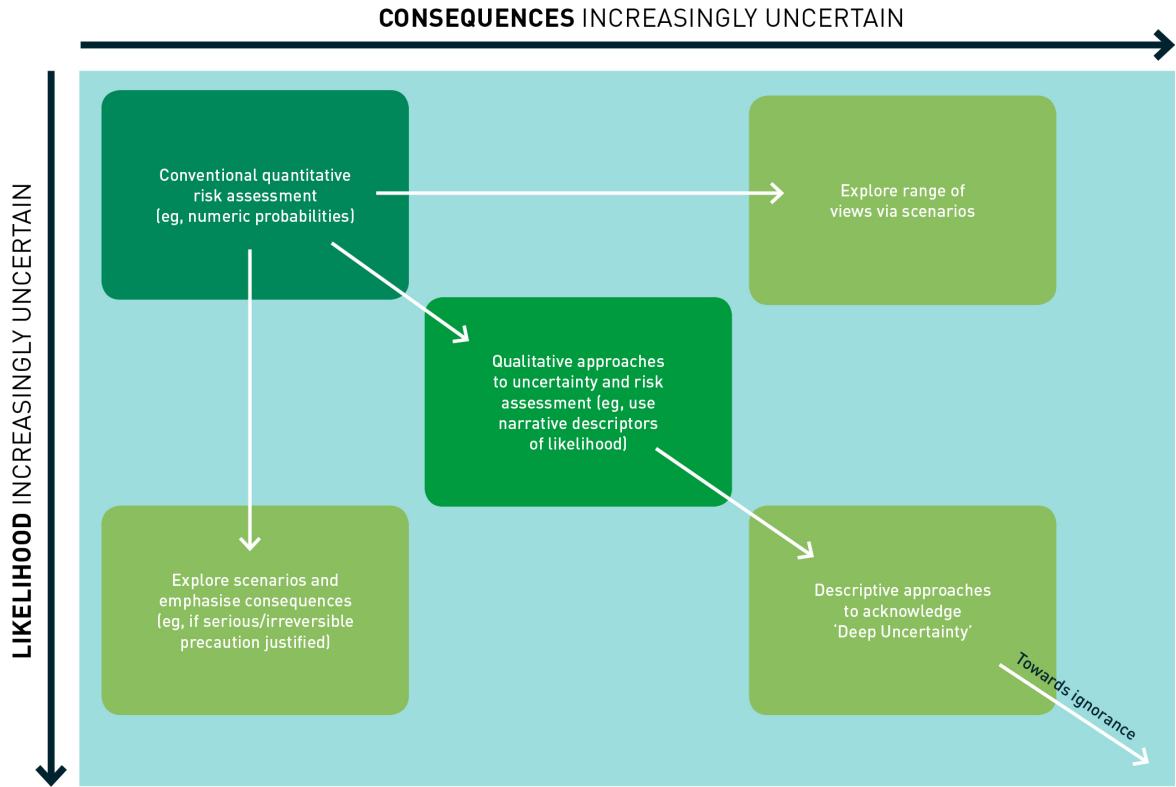 CONSEQUENCES INCREASINGLY UNCERTAIN
LIKELIHOOD INCREASINGLY UNCERTAIN
Conventional quantitative
risk assessment
(eg, numeric probabilities)
Explore range of
views via scenarios
Qualitative approaches
to uncertainty and risk
assessment (eg, use
narrative descriptors
of likelihood)
Explore scenarios and
emphasise consequences
(eg, if serious/irreversible
precaution justified)
Descriptive approaches
to acknowledge
‘Deep Uncertainty’
Towards ignorance